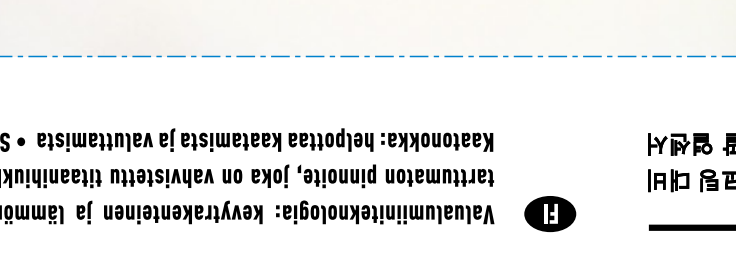 FI
Valualumiiniteknologia: kevytrakenteinen ja lämmön
tarttumaton pinnoite, joka on vahvistettu titaanihiukk
Kaatonokka: helpottaa kaatamista ja valuttamista • S